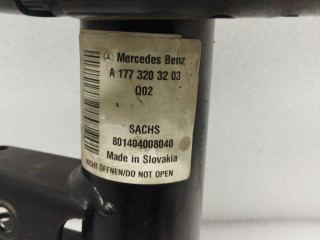 Mercedes Benz
A 177 320 32 03
Q02
SACHS
801404008040
Made in Slovakia
NICHT ÖFFNEN/DO NOT OPEN